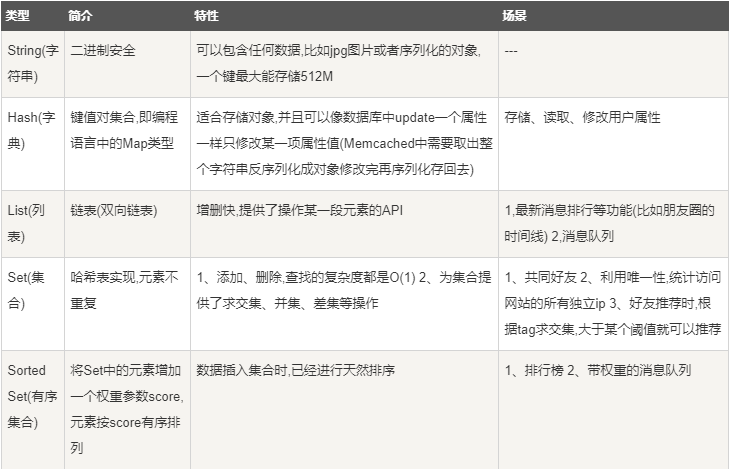 类型 简介 特性 场景
String(字符串) 二进制安全 可以包含任何数据,比如jpg图片或者序列化的对象,一个键最大能存储512M ---
Hash(字典) 键值对集合,即编程语言中的Map类型 适合存储对象,并且可以像数据库中update一个属性一样只修改某一项属性值(Memcached中需要取出整个字符串反序列化成对象修改完再序列化存回去) 存储、读取、修改用户属性
List(列表) 链表(双向链表) 增删快,提供了操作某一段元素的API 1,最新消息排行等功能(比如朋友圈的时间线) 2,消息队列
Set(集合) 哈希表实现,元素不重复 1、添加、删除,查找的复杂度都是O(1) 2、为集合提供了求交集、并集、差集等操作 1、共同好友 2、利用唯一性,统计访问网站的所有独立ip 3、好友推荐时,根据tag求交集,大于某个阈值就可以推荐
Sorted Set(有序集合) 将Set中的元素增加一个权重参数score,元素按score有序排列 数据插入集合时,已经进行天然排序 1、排行榜 2、带权重的消息队列